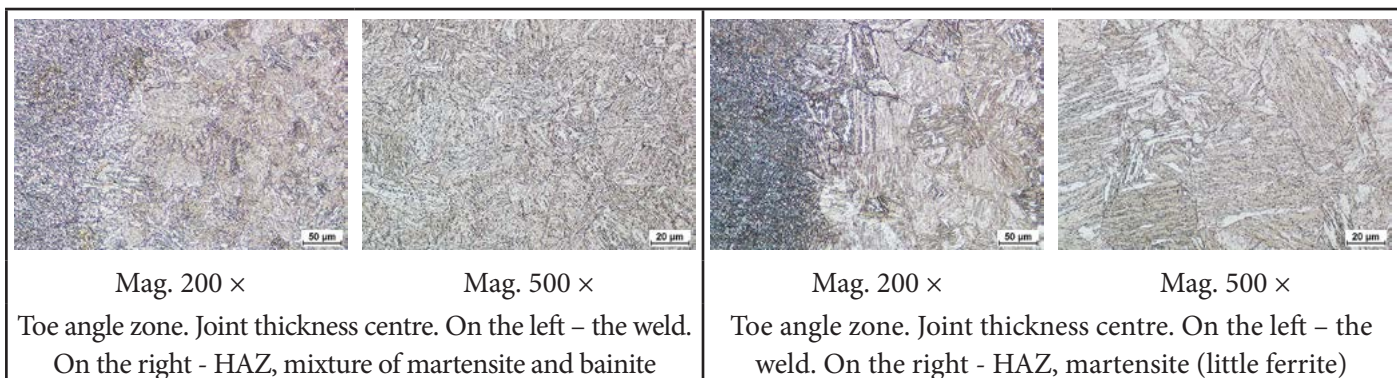 50 μm
20 μm
50 μm
20 μm
Mag. 200 ×
Mag. 500 ×
Mag. 200 ×
Mag. 500 ×
Toe angle zone. Joint thickness centre. On the left – the weld.
On the right - HAZ, mixture of martensite and bainite
Toe angle zone. Joint thickness centre. On the left – the
weld. On the right - HAZ, martensite (little ferrite)